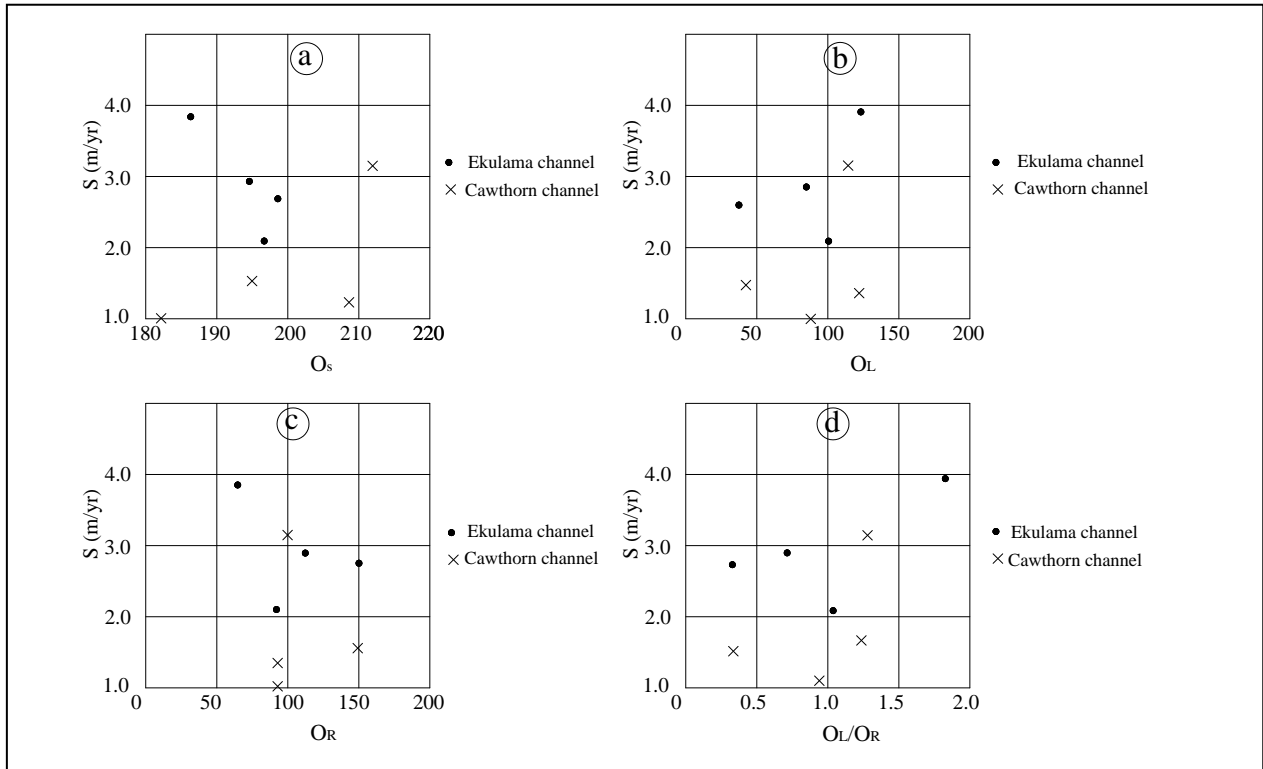 a
S (m/yr)
4.0
3.0
2.0
1.0
180 190 200 210 220
Os
Ekulama channel
Cawthorn channel
b
S (m/yr)
4.0
3.0
2.0
1.0
0 50 100 150 200
OL
Ekulama channel
Cawthorn channel
c
S (m/yr)
4.0
3.0
2.0
1.0
0 50 100 150 200
OR
Ekulama channel
Cawthorn channel
d
S (m/yr)
4.0
3.0
2.0
1.0
0 0.5 1.0 1.5 2.0
OL/OR
Ekulama channel
Cawthorn channel